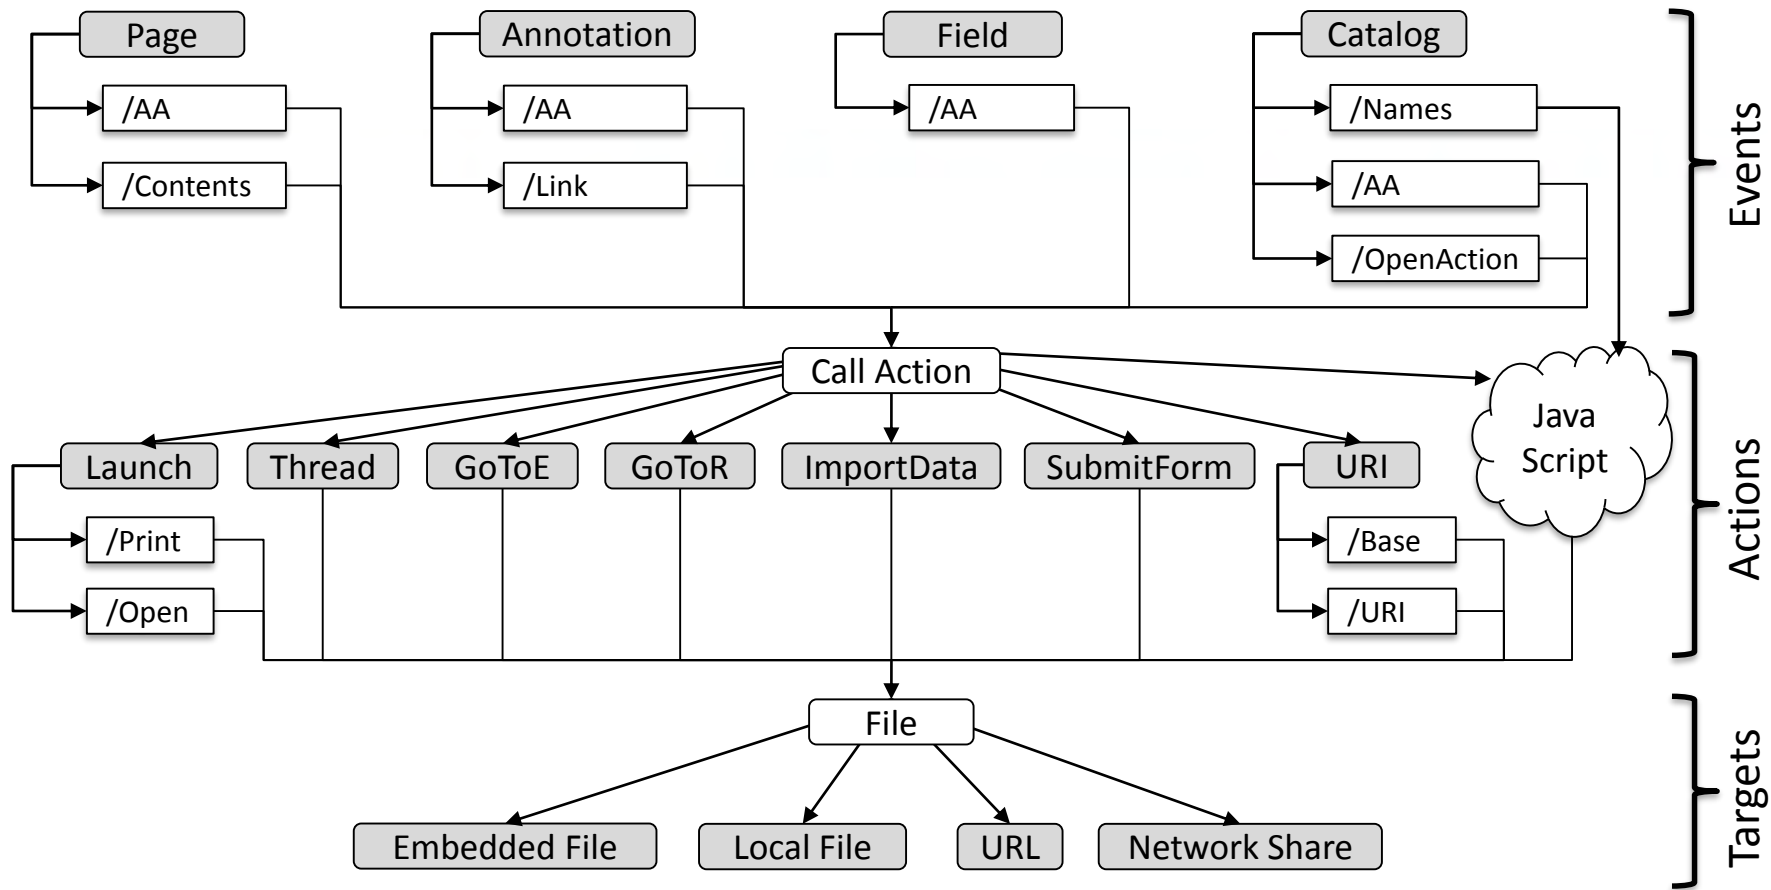 Page
Annotation
Field
Catalog
/AA
/AA
/AA
/Names
/Contents
/Link
/AA
/OpenAction
Events
Call Action
Java
Script
Launch
Thread
GoToE
GoToR
ImportData
SubmitForm
URI
/Print
/Base
/Open
/URI
Actions
File
Embedded File
Local File
URL
Network Share
Targets